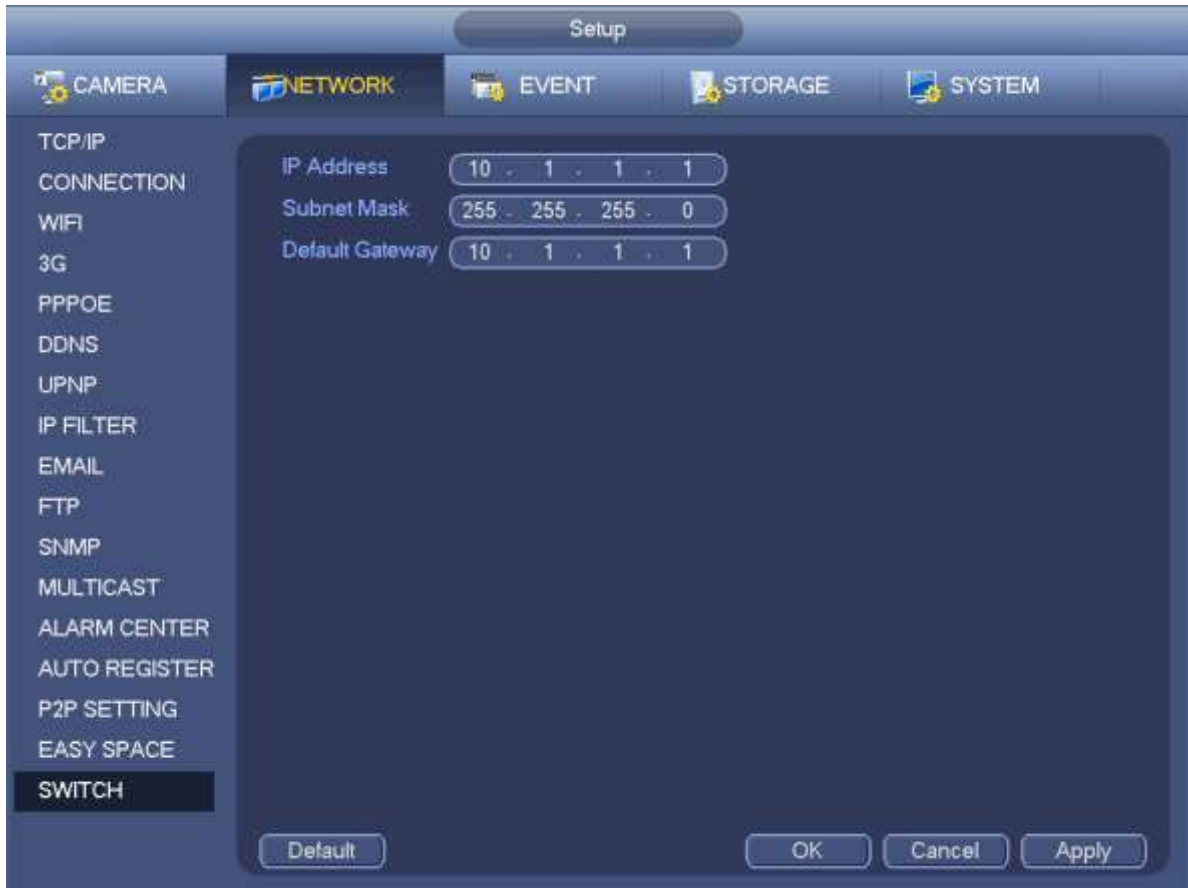 Setup
CAMERA NETWORK EVENT STORAGE SYSTEM
TCP/IP
CONNECTION
WIFI
3G
PPPOE
DDNS
UPNP
IP FILTER
EMAIL
FTP
SNMP
MULTICAST
ALARM CENTER
AUTO REGISTER
P2P SETTING
EASY SPACE
SWITCH
IP Address 10 . 1 . 1 . 1
Subnet Mask 255 . 255 . 255 . 0
Default Gateway 10 . 1 . 1 . 1
Default OK Cancel Apply